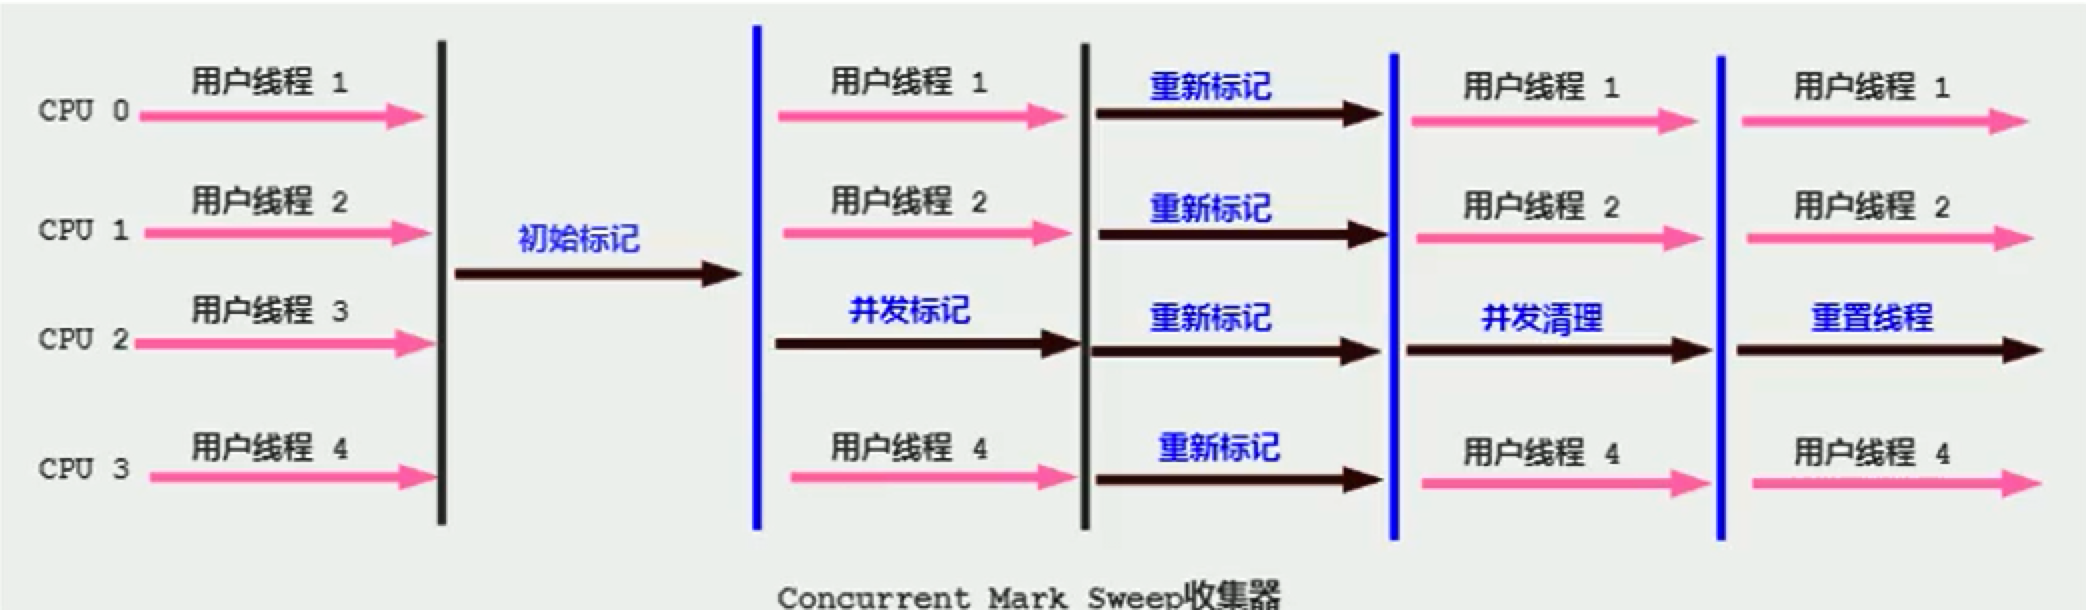 用户线程 1 用户线程 1 重新标记 用户线程 1 用户线程 1
CPU 0
用户线程 2 用户线程 2 重新标记 用户线程 2 用户线程 2
CPU 1
初始标记
用户线程 3 并发标记 重新标记 并发清理 重置线程
CPU 2
用户线程 4 用户线程 4 重新标记 用户线程 4 用户线程 4
CPU 3
Concurrent Mark Sweep收集器